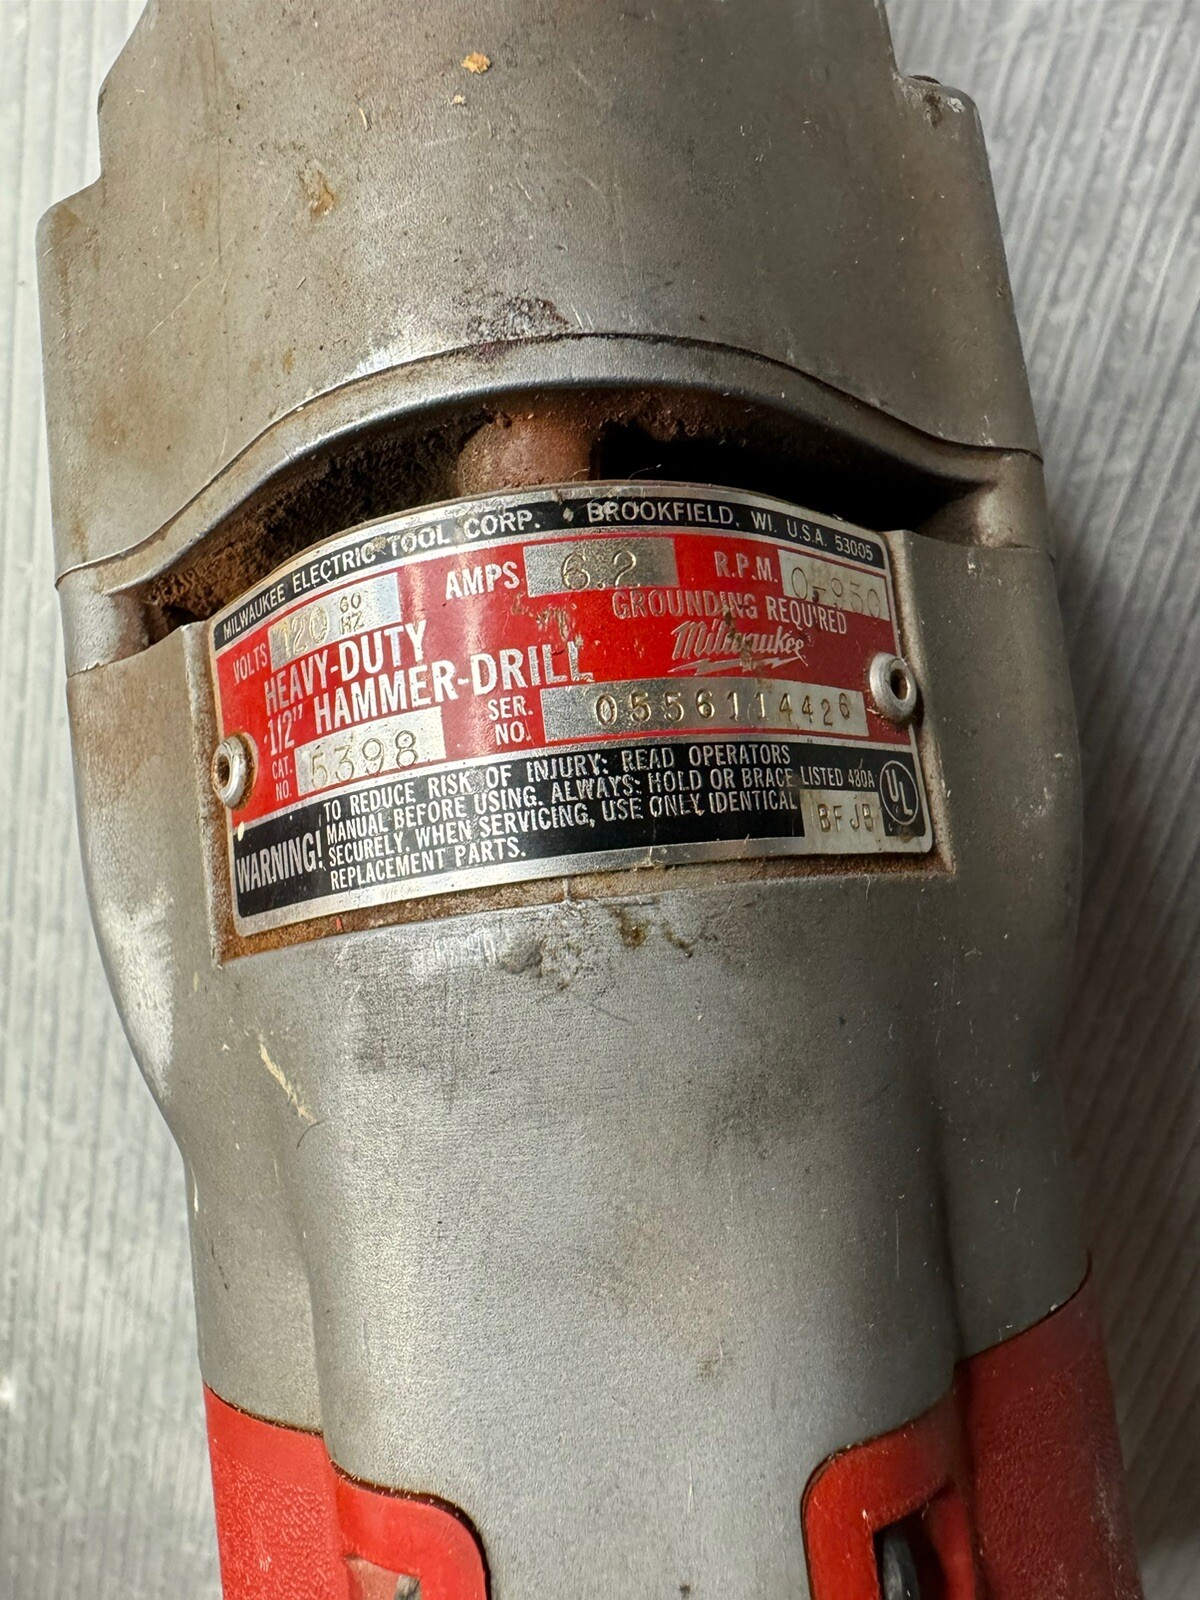 MILWAUKEE ELECTRIC TOOL CORP. • BROOKFIELD, WI. U.S.A. 53005
VOLTS 120 60 HZ AMPS 6.2 R.P.M. 0-950
GROUNDING REQUIRED
HEAVY-DUTY
1/2" HAMMER-DRILL
Milwaukee
CAT. NO. 5398 SER. NO. 0556114426
WARNING! TO REDUCE RISK OF INJURY: READ OPERATORS
MANUAL BEFORE USING. ALWAYS: HOLD OR BRACE
SECURELY. WHEN SERVICING, USE ONLY IDENTICAL
REPLACEMENT PARTS.
LISTED 480A UL